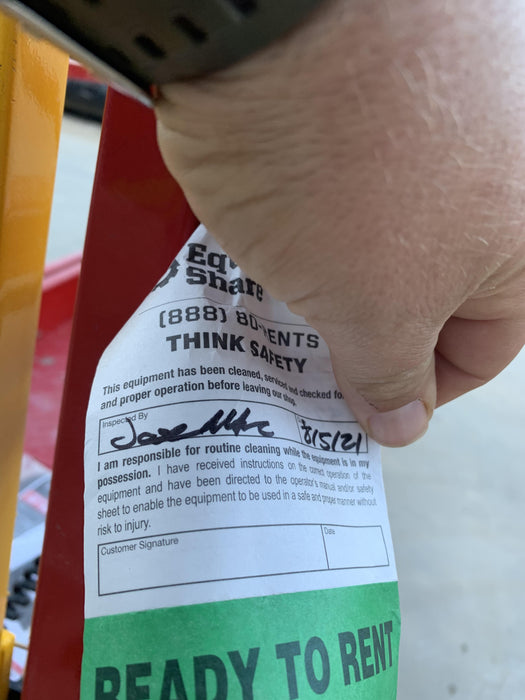 Eq
Share
(888) 80-ENTS
THINK SAFETY
This equipment has been cleaned, serviced and checked for
and proper operation before leaving our shop.
Inspected By
8/5/21
I am responsible for routine cleaning while the equipment is in my
possession. I have received instructions on the correct operation of the
equipment and have been directed to the operator's manual and/or safety
sheet to enable the equipment to be used in a safe and proper manner without
risk to injury.
Customer Signature
Date
READY TO RENT